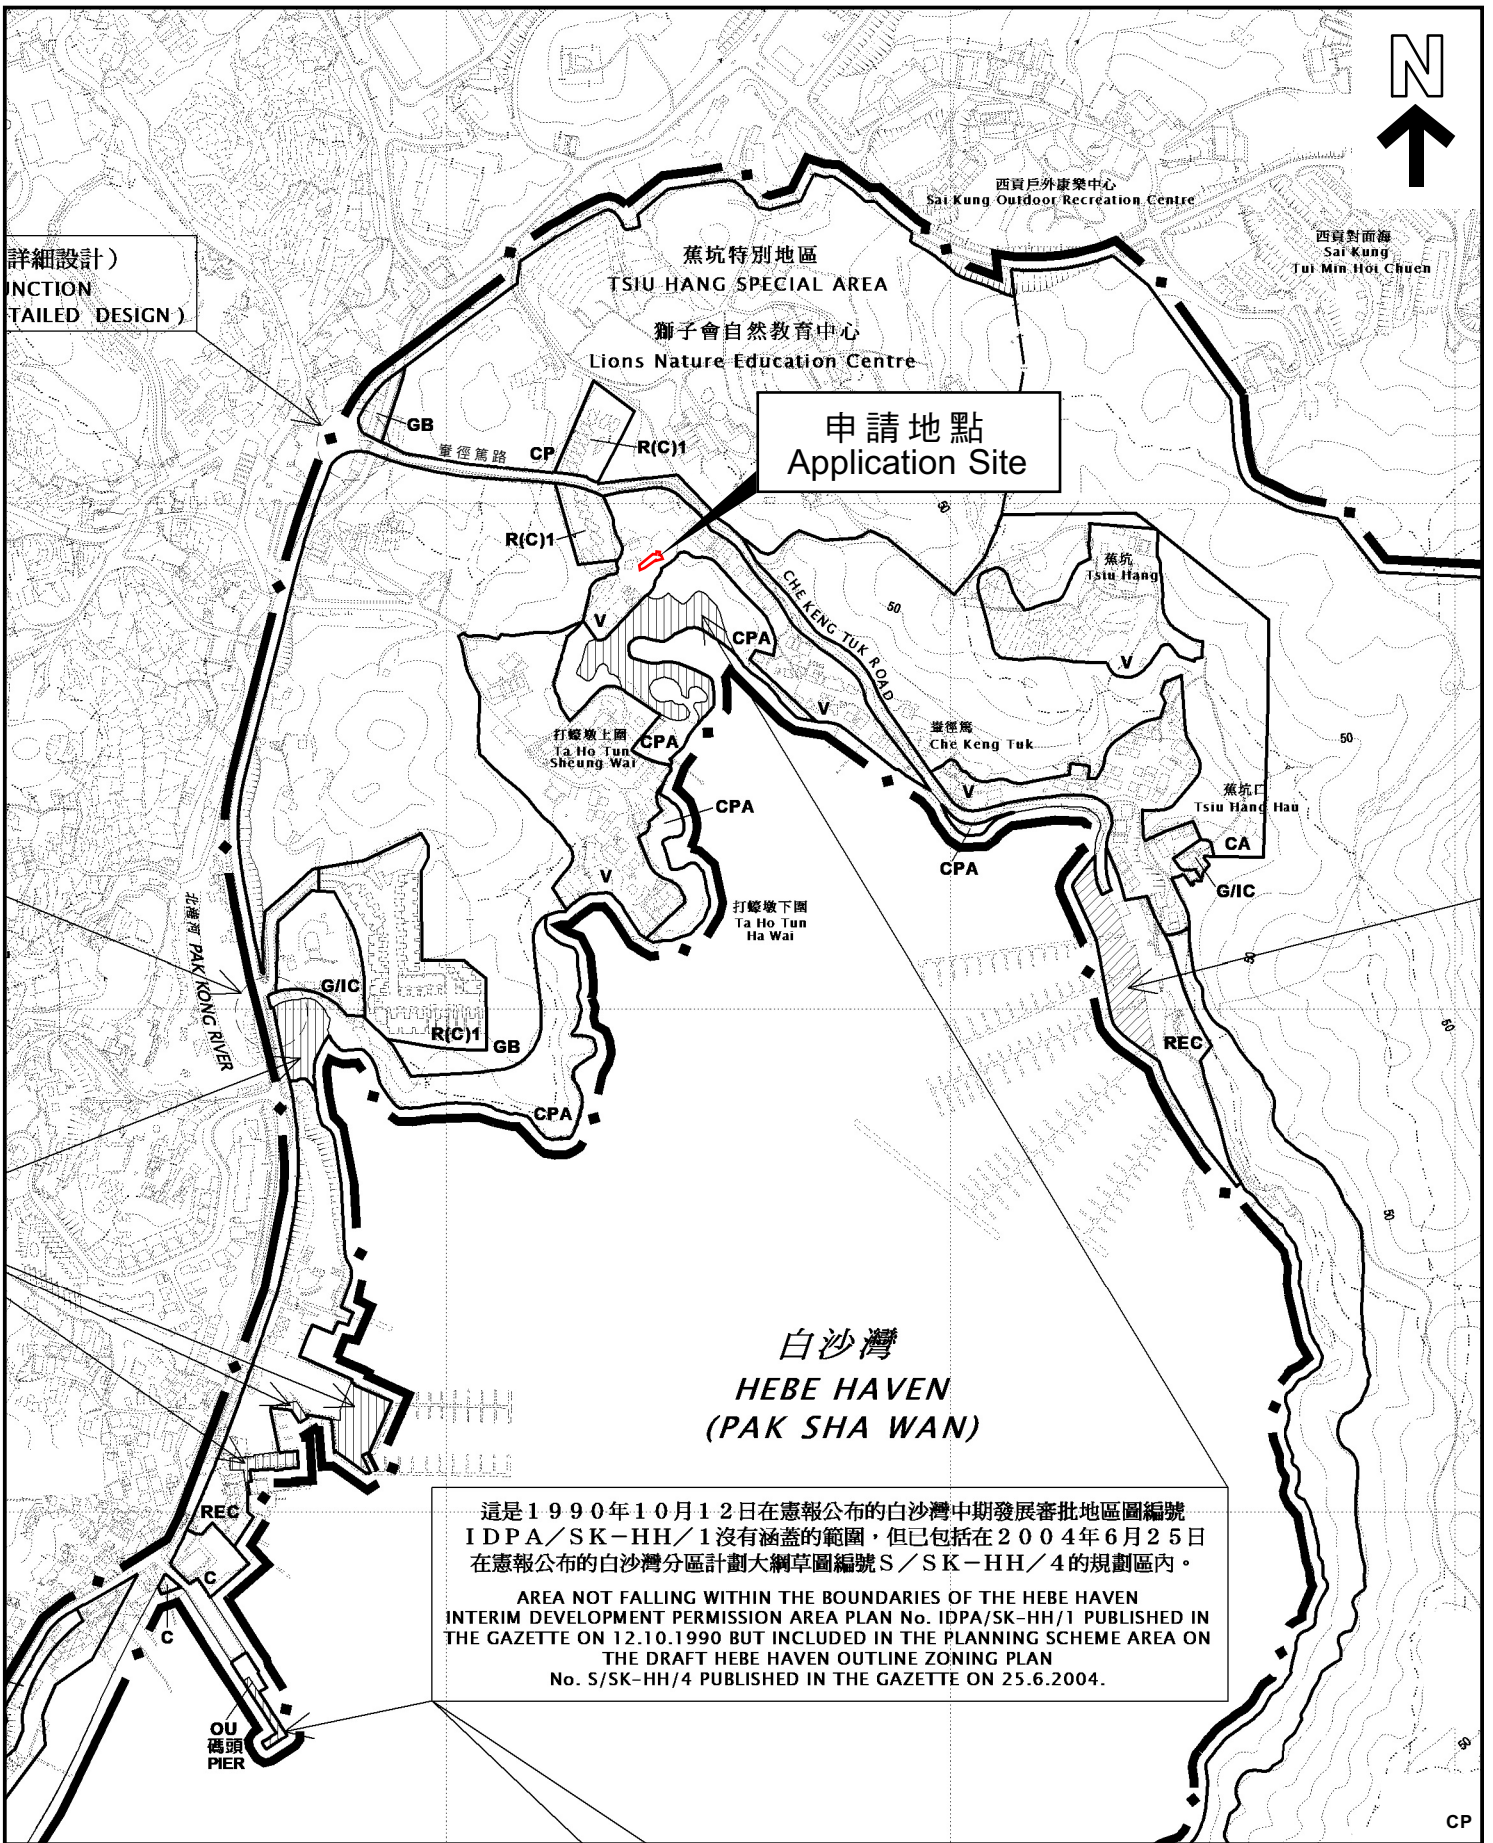 N
西貢戶外康樂中心
Sai Kung Outdoor Recreation Centre
西貢對面海
Sai Kung
Tui Min Hoi Chuen
詳細設計）
NCTION
TAILED DESIGN )
蕉坑特別地區
TSIU HANG SPECIAL AREA
獅子會自然教育中心
Lions Nature Education Centre
申請地點
Application Site
GB
CP
R(C)1
50
R(C)1
蕉坑
Tsiu Hang
CHE KENG TUK ROAD
50
V
CPA
V
V
打蠔墩上圍
Ta Ho Tun
Sheung Wai
CPA
輋徑篤
Che Keng Tuk
50
V
蕉坑口
Tsiu Hang Hau
CPA
CPA
CA
G/IC
V
打蠔墩下圍
Ta Ho Tun
Ha Wai
北港河 PAK KONG RIVER
50
G/IC
R(C)1
GB
REC
50
CPA
50
白沙灣
HEBE HAVEN
(PAK SHA WAN)
REC
C
C
這是1990年10月12日在憲報公布的白沙灣中期發展審批地區圖編號
IDPA／SK－HH／1沒有涵蓋的範圍，但已包括在2004年6月25日
在憲報公布的白沙灣分區計劃大綱草圖編號S／SK－HH／4的規劃區內。
AREA NOT FALLING WITHIN THE BOUNDARIES OF THE HEBE HAVEN
INTERIM DEVELOPMENT PERMISSION AREA PLAN No. IDPA/SK-HH/1 PUBLISHED IN
THE GAZETTE ON 12.10.1990 BUT INCLUDED IN THE PLANNING SCHEME AREA ON
THE DRAFT HEBE HAVEN OUTLINE ZONING PLAN
No. S/SK-HH/4 PUBLISHED IN THE GAZETTE ON 25.6.2004.
OU
碼頭
PIER
50
CP